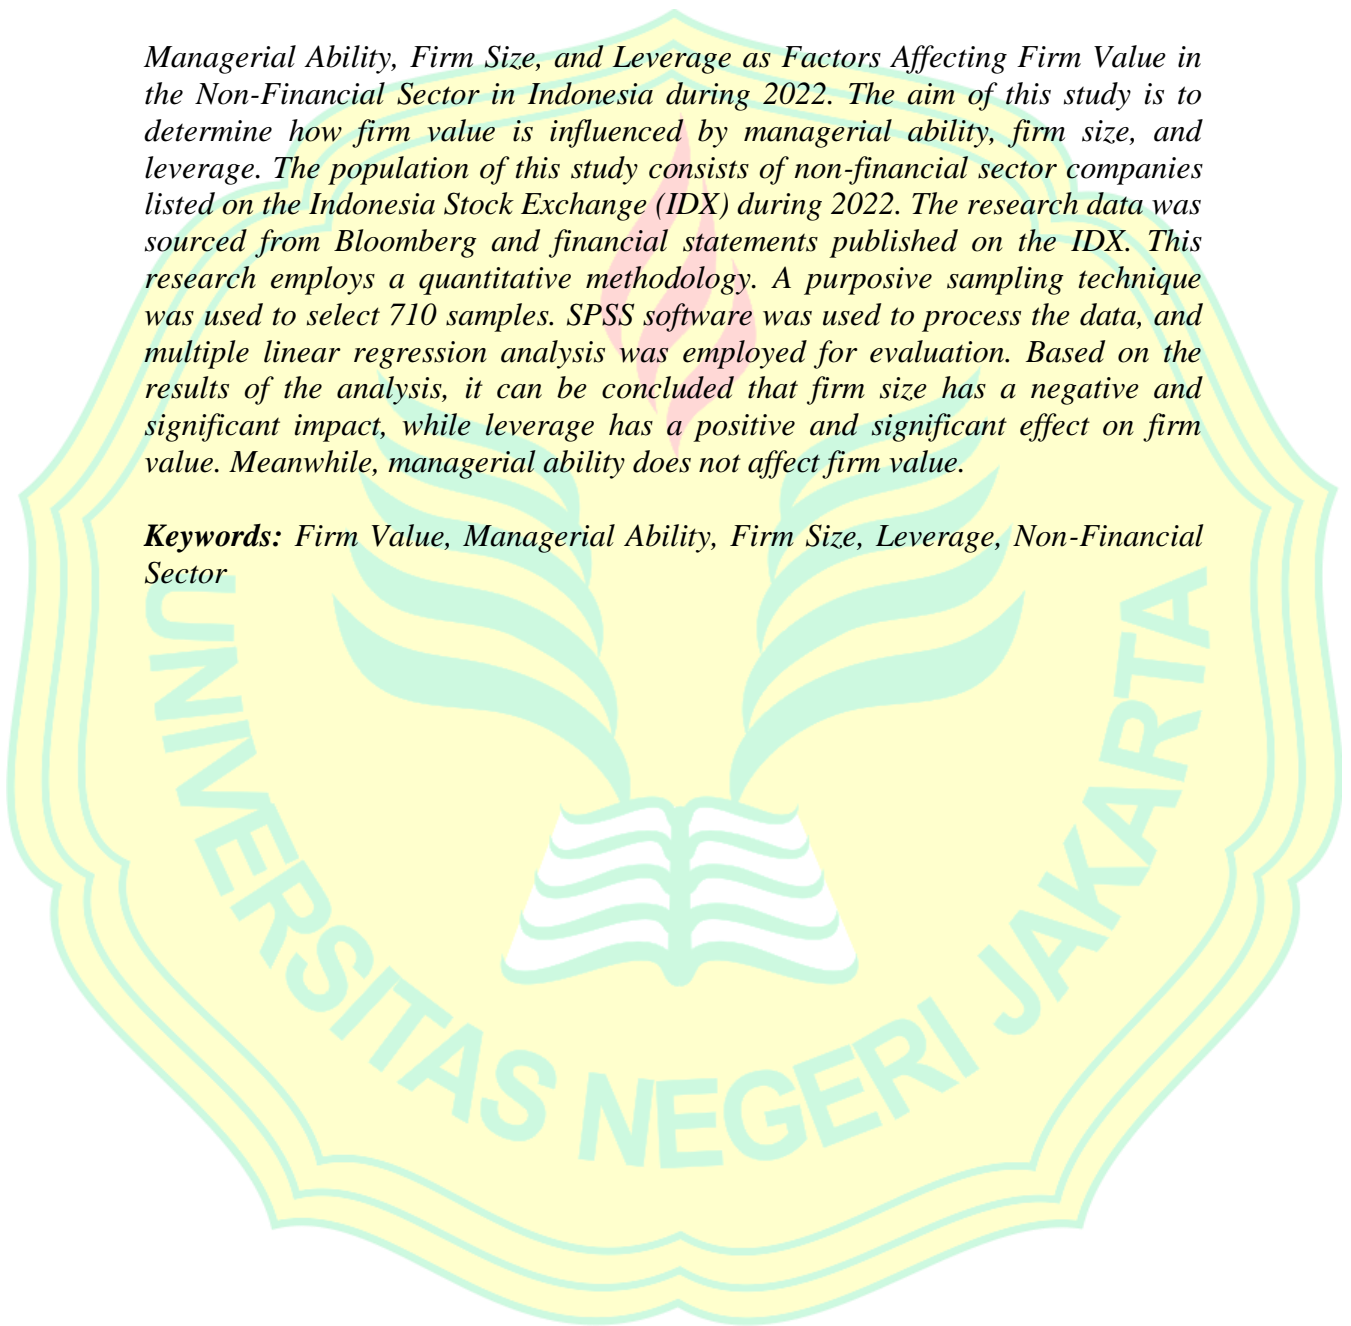 Managerial Ability, Firm Size, and Leverage as Factors Affecting Firm Value in
the Non-Financial Sector in Indonesia during 2022. The aim of this study is to
determine how firm value is influenced by managerial ability, firm size, and
leverage. The population of this study consists of non-financial sector companies
listed on the Indonesia Stock Exchange (IDX) during 2022. The research data was
sourced from Bloomberg and financial statements published on the IDX. This
research employs a quantitative methodology. A purposive sampling technique
was used to select 710 samples. SPSS software was used to process the data, and
multiple linear regression analysis was employed for evaluation. Based on the
results of the analysis, it can be concluded that firm size has a negative and
significant impact, while leverage has a positive and significant effect on firm
value. Meanwhile, managerial ability does not affect firm value.
Keywords: Firm Value, Managerial Ability, Firm Size, Leverage, Non-Financial
Sector
UNIVERSITAS NEGERI JAKARTA